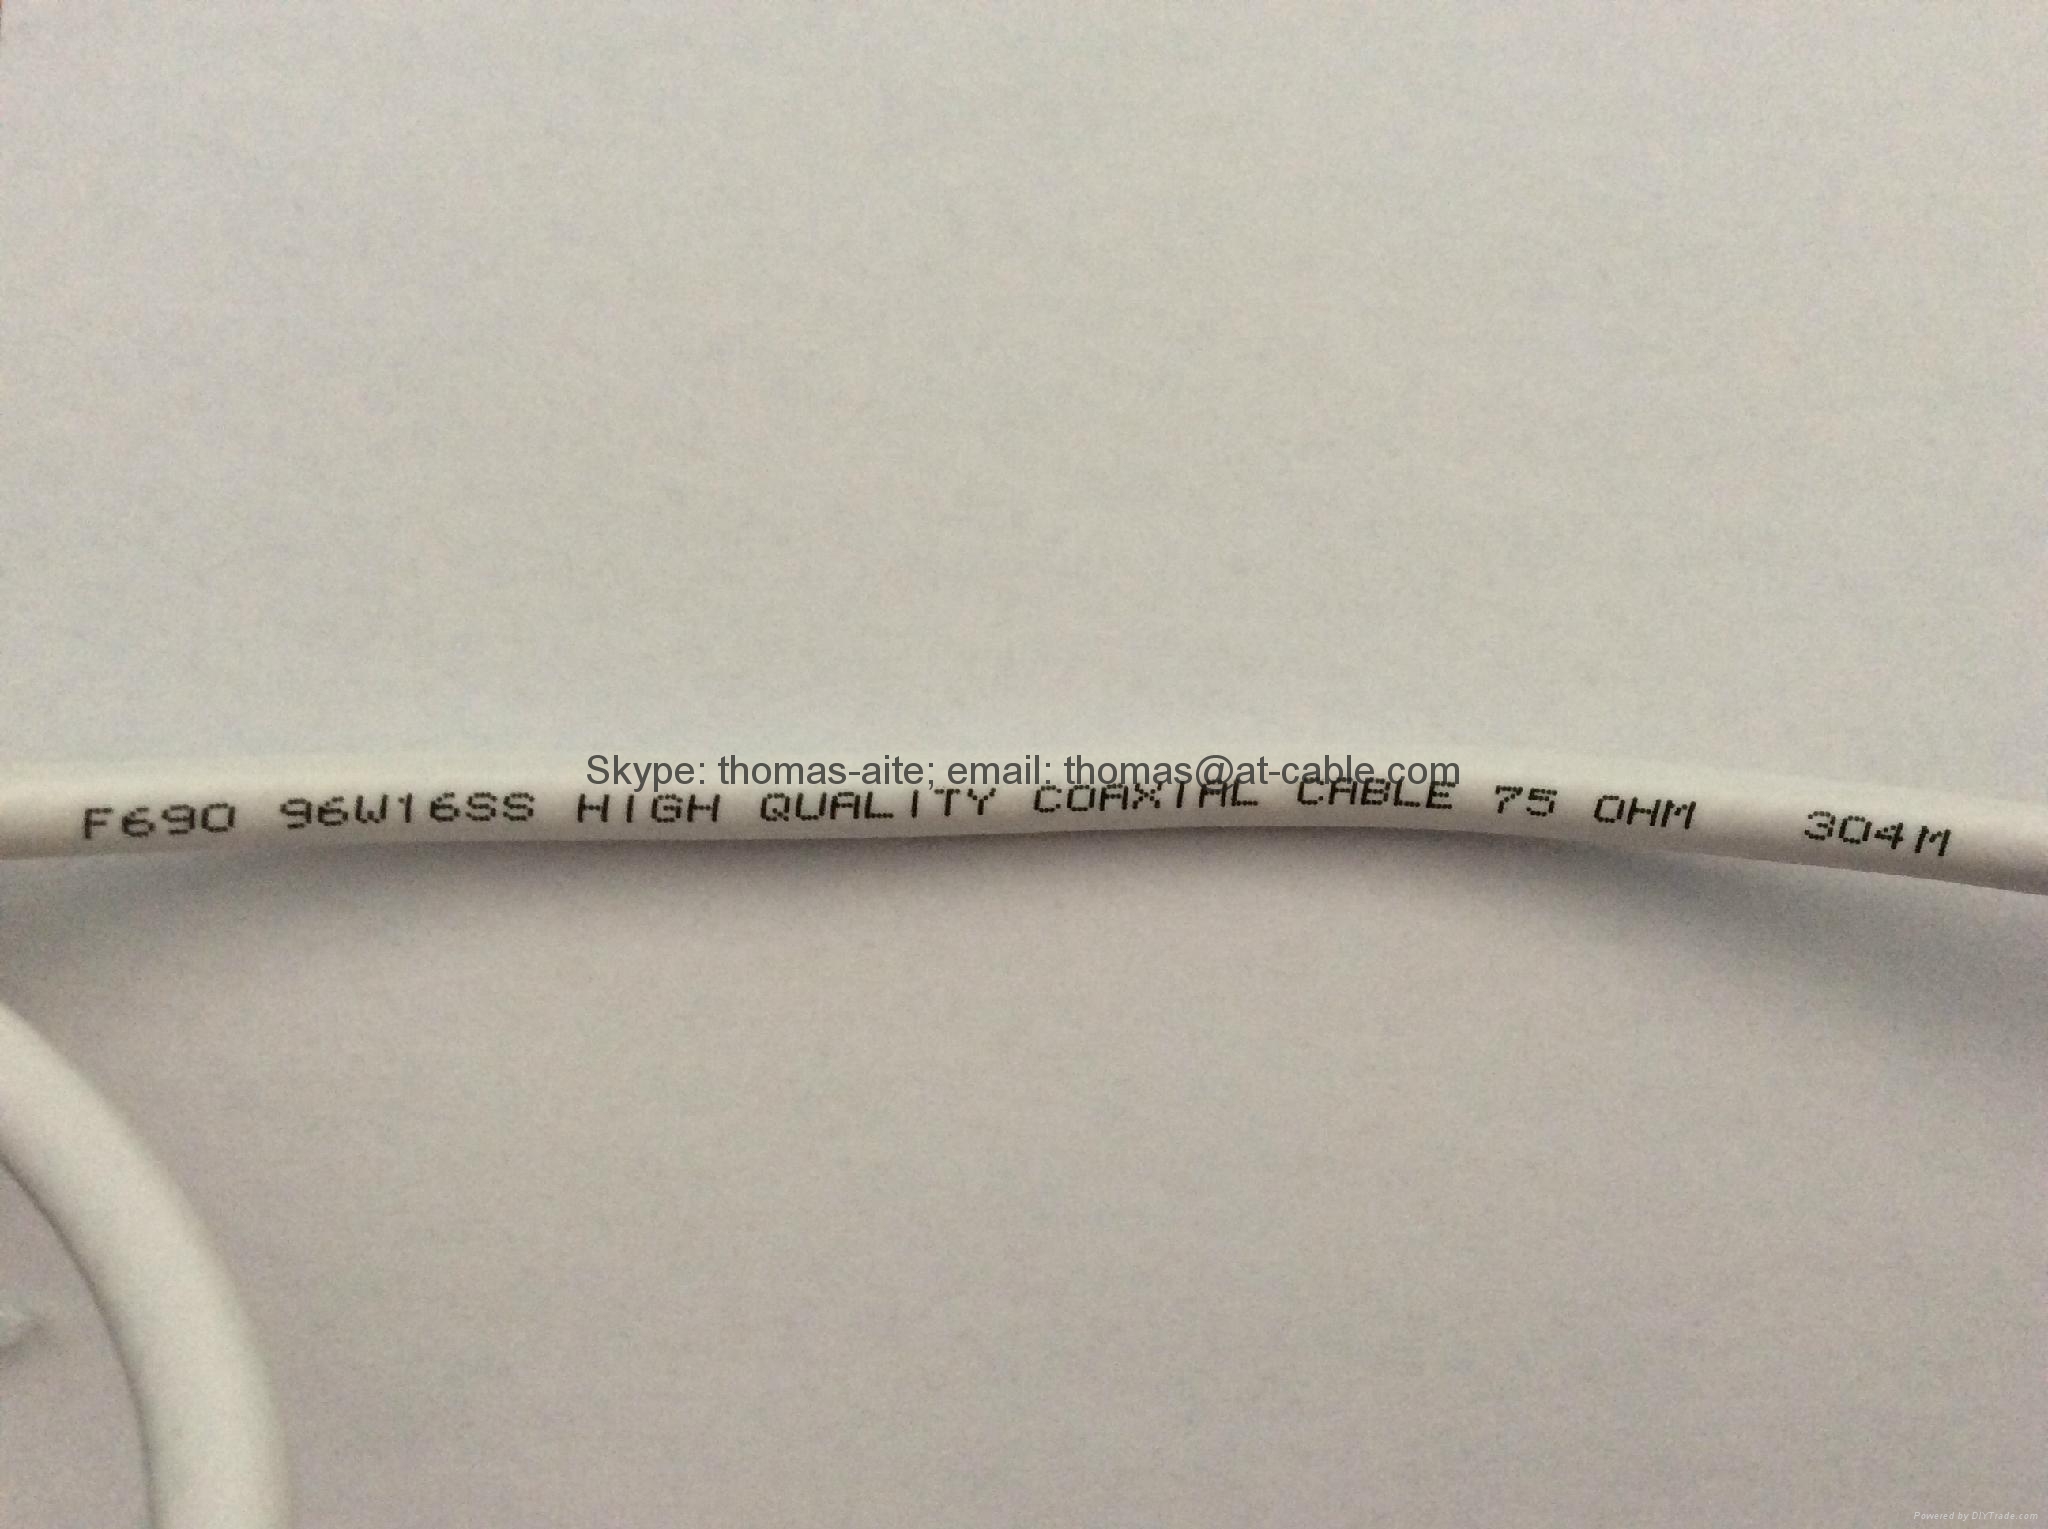 Skype: thomas-aite; email: thomas@at-cable.com
F690 96W16SS HIGH QUALITY COAXIAL CABLE 75 OHM 304M
Powered by DIYTrade.com